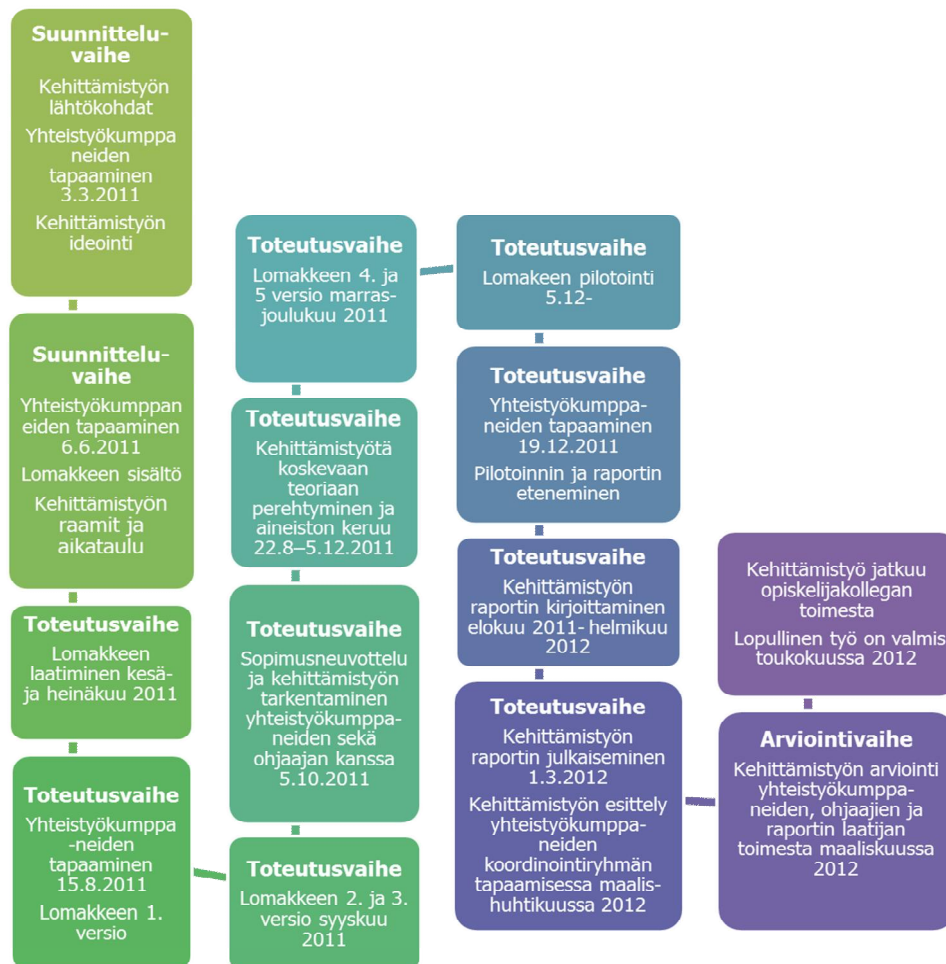 Suunnittelu-
vaihe
Kehittämistyön
lähtökohdat
Yhteistyökumppa
neiden
tapaaminen
3.3.2011
Kehittämistyön
ideointi
Suunnittelu-
vaihe
Yhteistyökumppan
eiden tapaaminen
6.6.2011
Lomakkeen sisältö
Kehittämistyön
raamit ja
aikataulu
Toteutusvaihe
Lomakkeen
laatiminen kesä-
ja heinäkuu 2011
Toteutusvaihe
Yhteistyökumppa
-neiden
tapaaminen
15.8.2011
Lomakkeen 1.
versio
Toteutusvaihe
Lomakkeen 2. ja 3.
versio syyskuu
2011
Toteutusvaihe
Sopimusneuvottelu
ja kehittämistyön
tarkentaminen
yhteistyökumppa-
neiden sekä
ohjaajan kanssa
5.10.2011
Toteutusvaihe
Kehittämistyötä
koskevaan
teoriaan
perehtyminen ja
aineiston keruu
22.8–5.12.2011
Toteutusvaihe
Lomakkeen 4. ja
5 versio marras-
joulukuu 2011
Toteutusvaihe
Lomakeen pilotointi
5.12-
Toteutusvaihe
Yhteistyökumppa-
neiden tapaaminen
19.12.2011
Pilotoinnin ja raportin
eteneminen
Toteutusvaihe
Kehittämistyön
raportin kirjoittaminen
elokuu 2011- helmikuu
2012
Toteutusvaihe
Kehittämistyön
raportin julkaiseminen
1.3.2012
Kehittämistyön esittely
yhteistyökumppa-
neiden
koordinointiryhmän
tapaamisessa maalis-
huhtikuussa 2012
Arviointivaihe
Kehittämistyön arviointi
yhteistyökumppa-
neiden, ohjaajien ja
raportin laatijan
toimesta maaliskuussa
2012
Kehittämistyö jatkuu
opiskelijakollegan
toimesta
Lopullinen työ on valmis
toukokuussa 2012